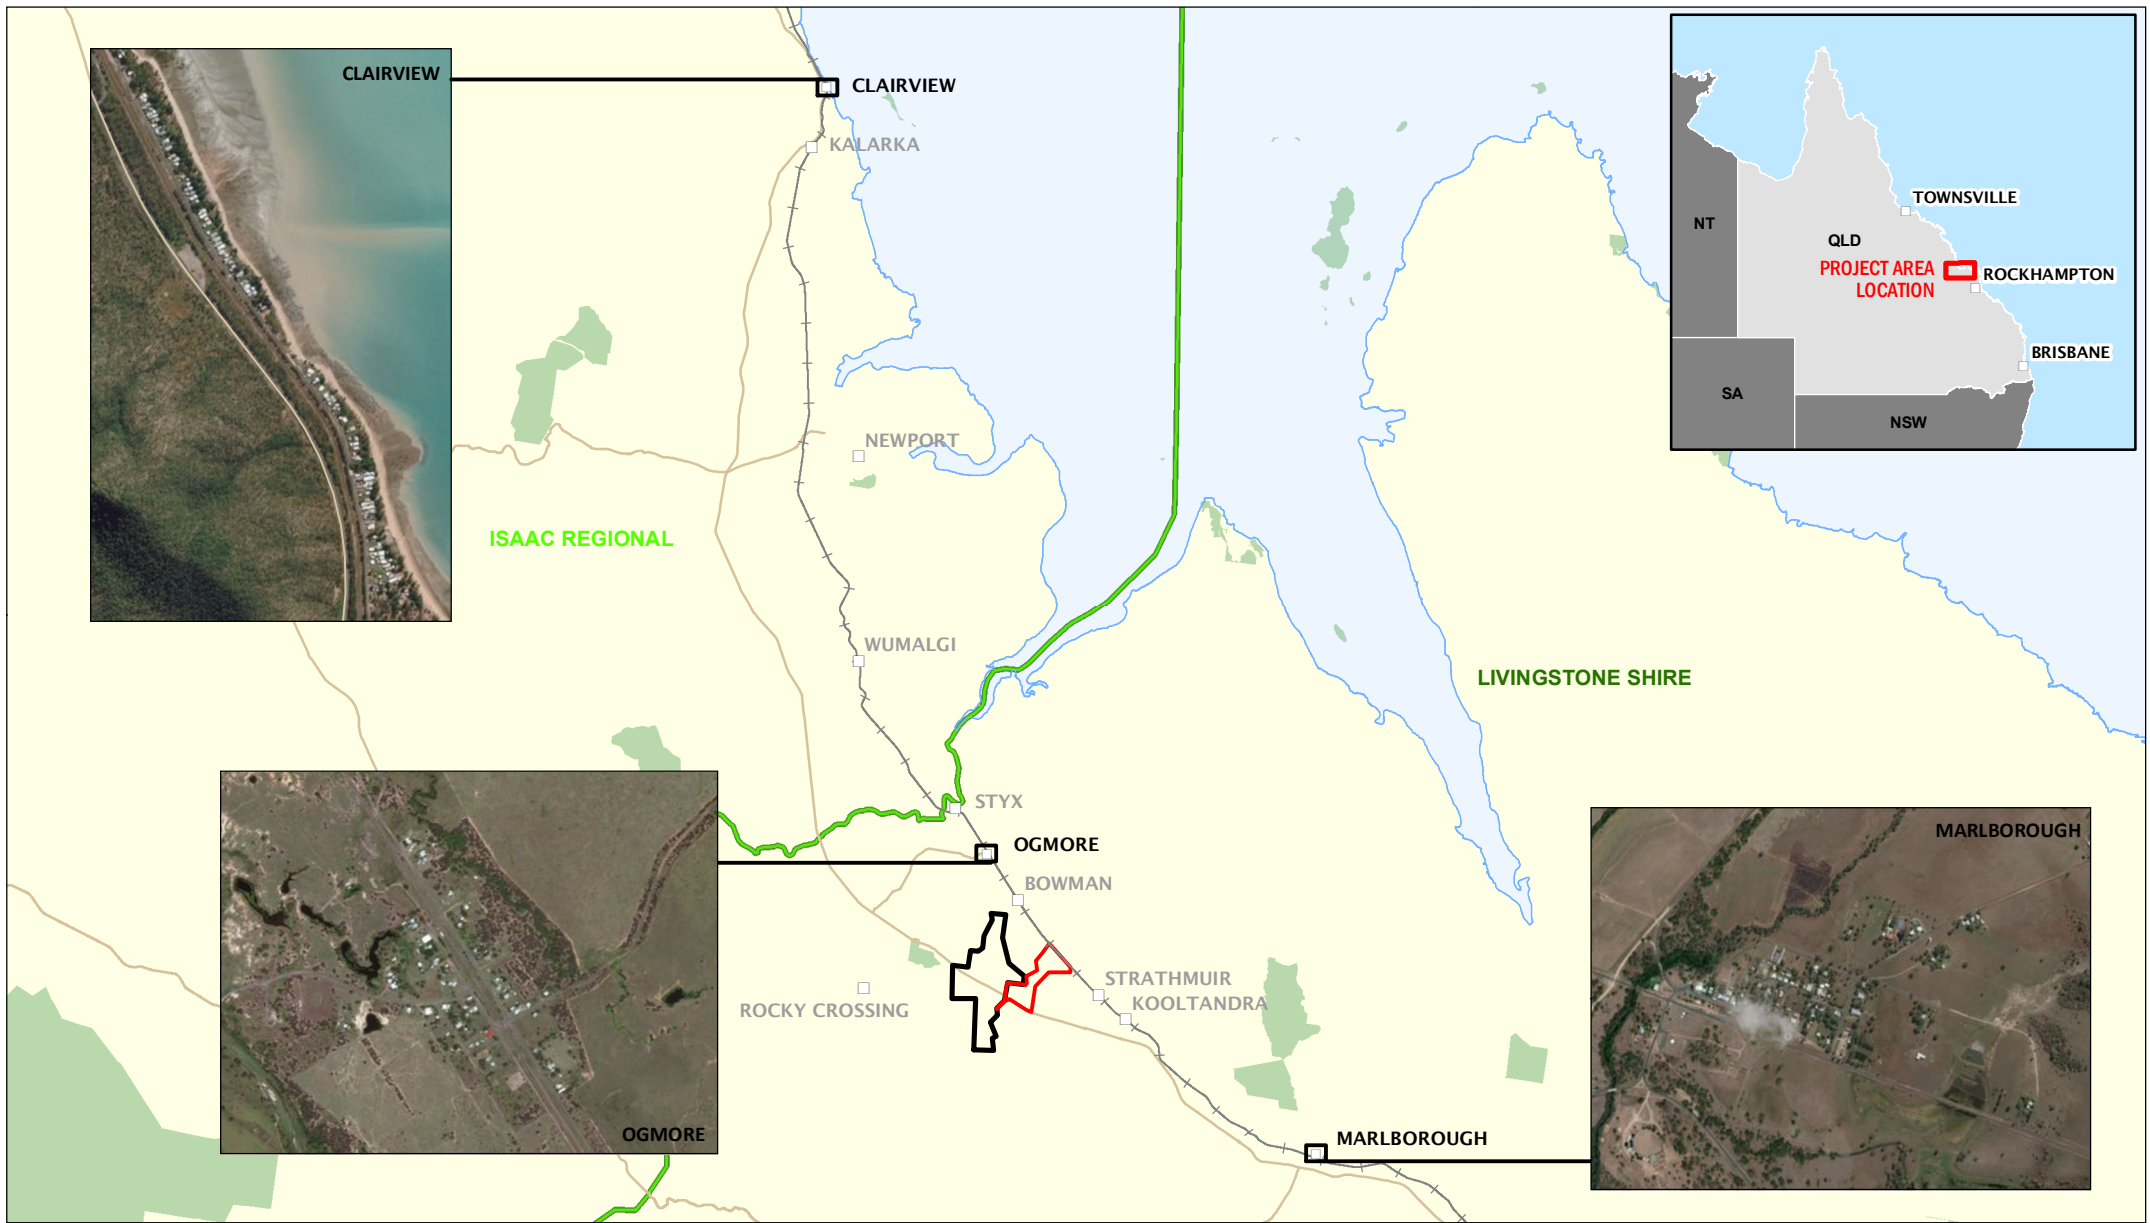 CLAIRVIEW
CLAIRVIEW
KALARKA
NEWPORT
ISAAC REGIONAL
WUMALGI
LIVINGSTONE SHIRE
STYX
OGMORE
BOWMAN
STRATHMUIR
KOOLTANDRA
ROCKY CROSSING
MARLBOROUGH
OGMORE
MARLBOROUGH
TOWNSVILLE
NT
QLD
PROJECT AREA
LOCATION
ROCKHAMPTON
BRISBANE
SA
NSW